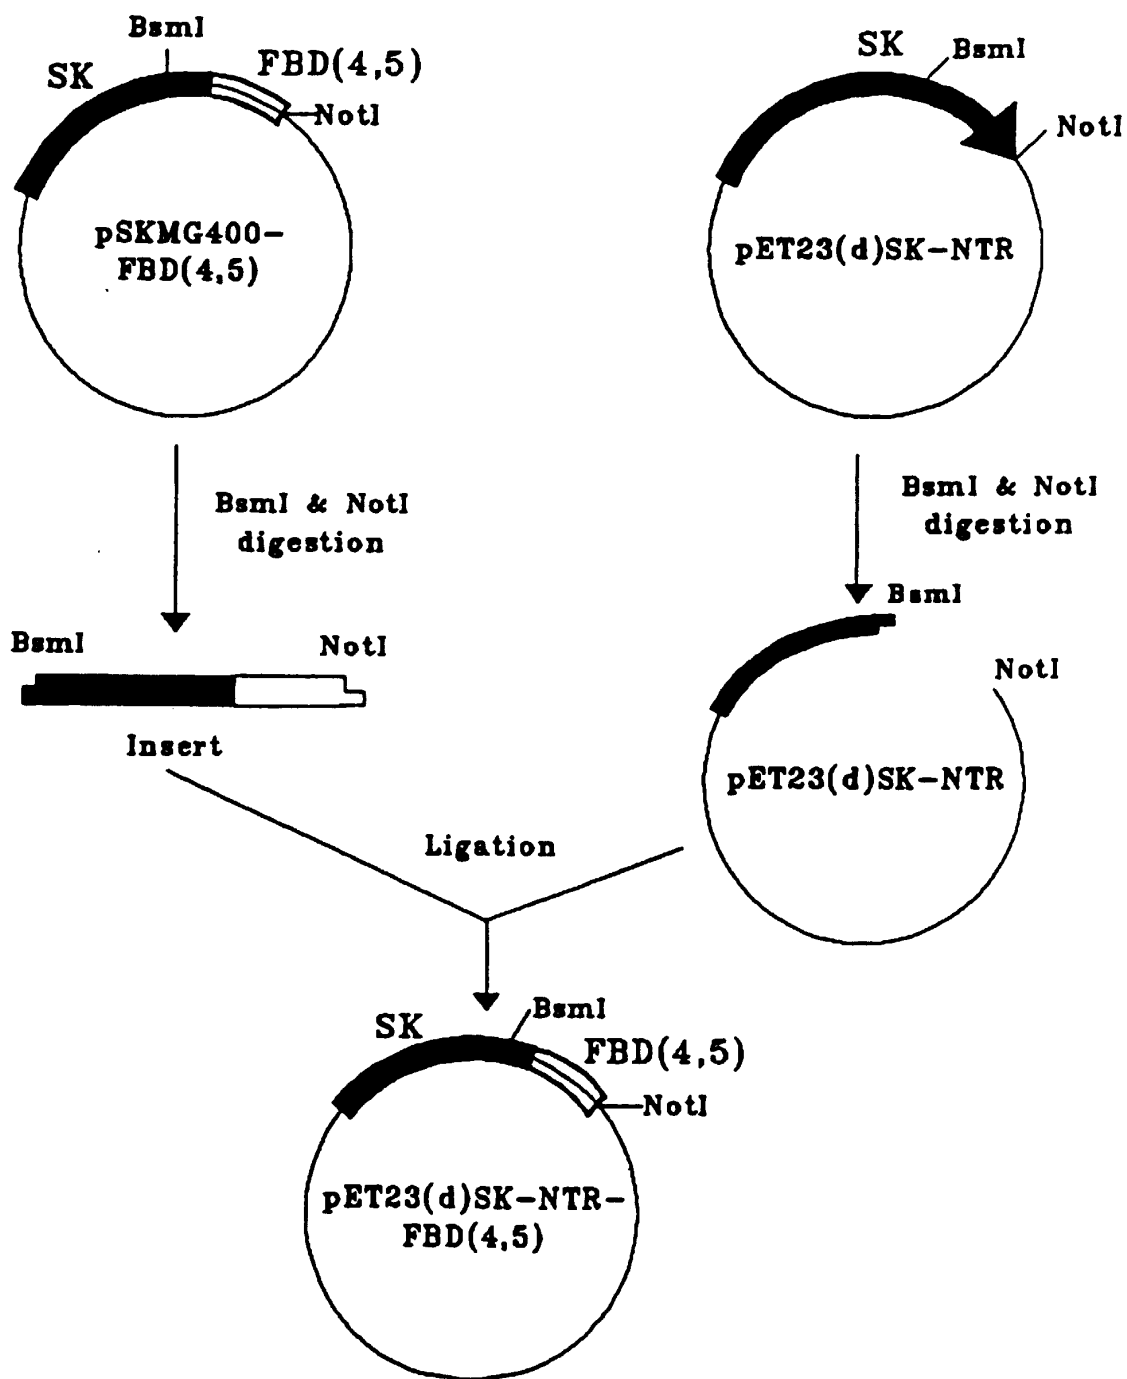 BsmI
SK
FBD(4,5)
NotI
pSKMG400-
FBD(4,5)
SK
BsmI
NotI
pET23(d)SK-NTR
BsmI & NotI
digestion
BsmI & NotI
digestion
BsmI
NotI
Insert
BsmI
NotI
pET23(d)SK-NTR
Ligation
SK
BsmI
FBD(4,5)
NotI
pET23(d)SK-NTR-
FBD(4,5)